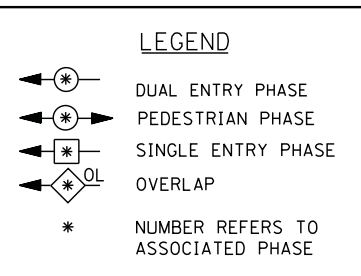 LEGEND
* DUAL ENTRY PHASE
* PEDESTRIAN PHASE
* SINGLE ENTRY PHASE
* OL OVERLAP
* NUMBER REFERS TO
ASSOCIATED PHASE